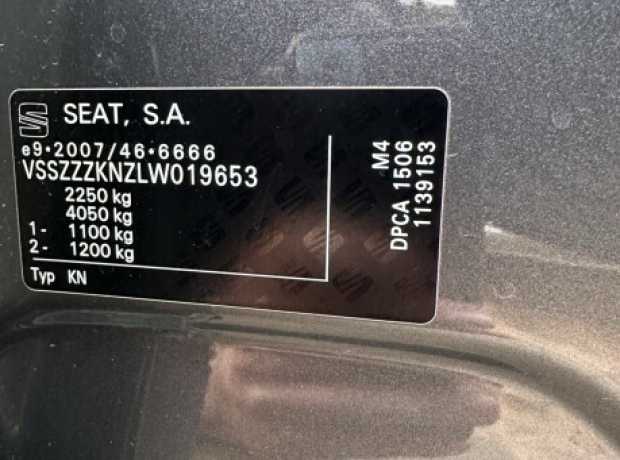 SEAT, S.A.
e9*2007/46*6666
VSSZZZKNZLW019653
2250 kg
4050 kg
1- 1100 kg
2- 1200 kg
Typ KN
M4
DPCA 1506
1139153